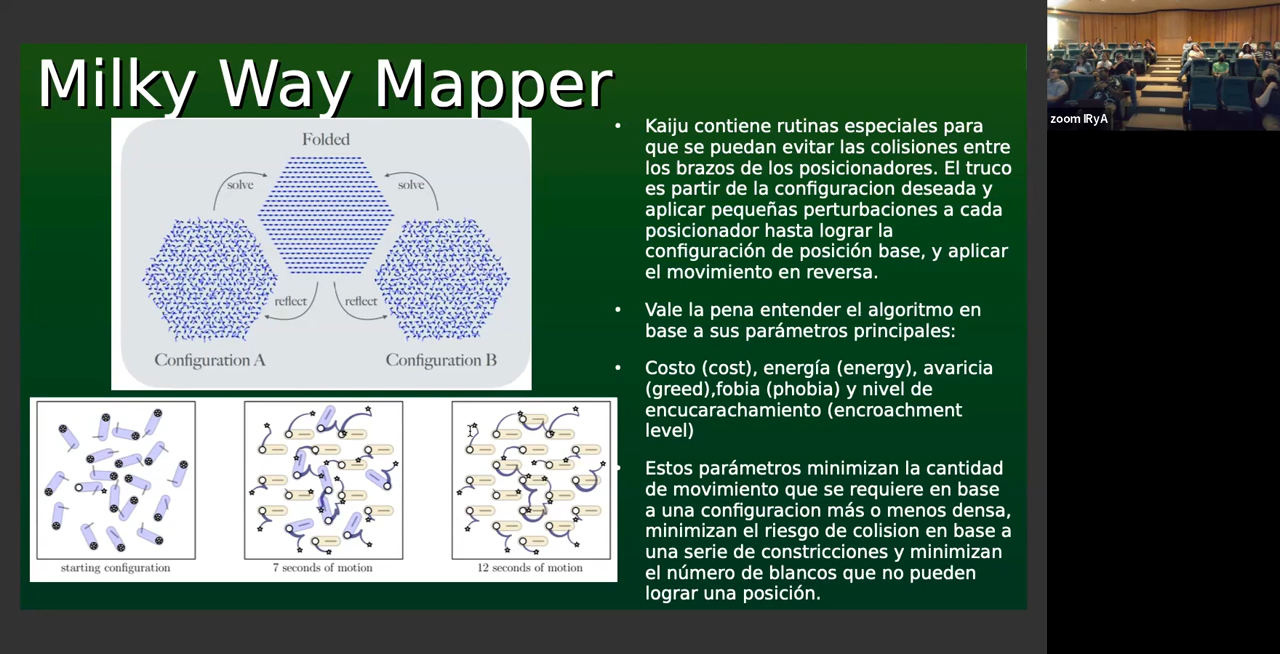 Milky Way Mapper
Folded
solve
solve
reflect
reflect
Configuration A
Configuration B
starting configuration
7 seconds of motion
12 seconds of motion
• Kaiju contiene rutinas especiales para
que se puedan evitar las colisiones entre
los brazos de los posicionadores. El truco
es partir de la configuracion deseada y
aplicar pequeñas perturbaciones a cada
posicionador hasta lograr la
configuración de posición base, y aplicar
el movimiento en reversa.
• Vale la pena entender el algoritmo en
base a sus parámetros principales:
• Costo (cost), energía (energy), avaricia
(greed),fobia (phobia) y nivel de
encucarachamiento (encroachment
level)
• Estos parámetros minimizan la cantidad
de movimiento que se requiere en base
a una configuracion más o menos densa,
minimizan el riesgo de colision en base a
una serie de constricciones y minimizan
el número de blancos que no pueden
lograr una posición.
zoom IRyA